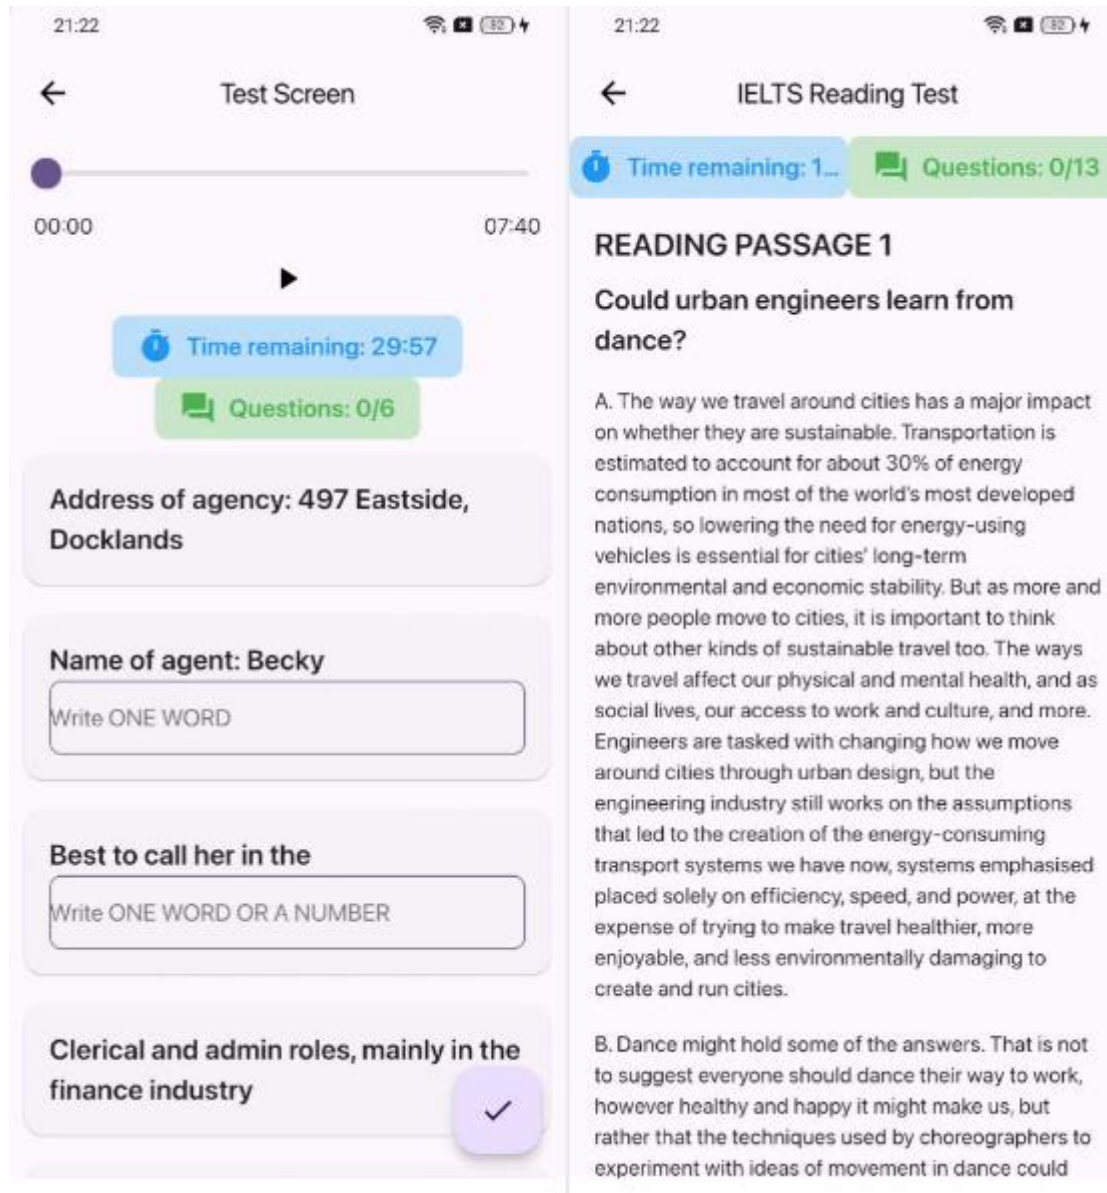 21:22
82
Test Screen
00:00
07:40
Time remaining: 29:57
Questions: 0/6
Address of agency: 497 Eastside,
Docklands
Name of agent: Becky
Write ONE WORD
Best to call her in the
Write ONE WORD OR A NUMBER
Clerical and admin roles, mainly in the
finance industry
21:22
82
IELTS Reading Test
Time remaining: 1...
Questions: 0/13
READING PASSAGE 1
Could urban engineers learn from
dance?
A. The way we travel around cities has a major impact
on whether they are sustainable. Transportation is
estimated to account for about 30% of energy
consumption in most of the world's most developed
nations, so lowering the need for energy-using
vehicles is essential for cities' long-term
environmental and economic stability. But as more and
more people move to cities, it is important to think
about other kinds of sustainable travel too. The ways
we travel affect our physical and mental health, and as
social lives, our access to work and culture, and more.
Engineers are tasked with changing how we move
around cities through urban design, but the
engineering industry still works on the assumptions
that led to the creation of the energy-consuming
transport systems we have now, systems emphasised
placed solely on efficiency, speed, and power, at the
expense of trying to make travel healthier, more
enjoyable, and less environmentally damaging to
create and run cities.
B. Dance might hold some of the answers. That is not
to suggest everyone should dance their way to work,
however healthy and happy it might make us, but
rather that the techniques used by choreographers to
experiment with ideas of movement in dance could